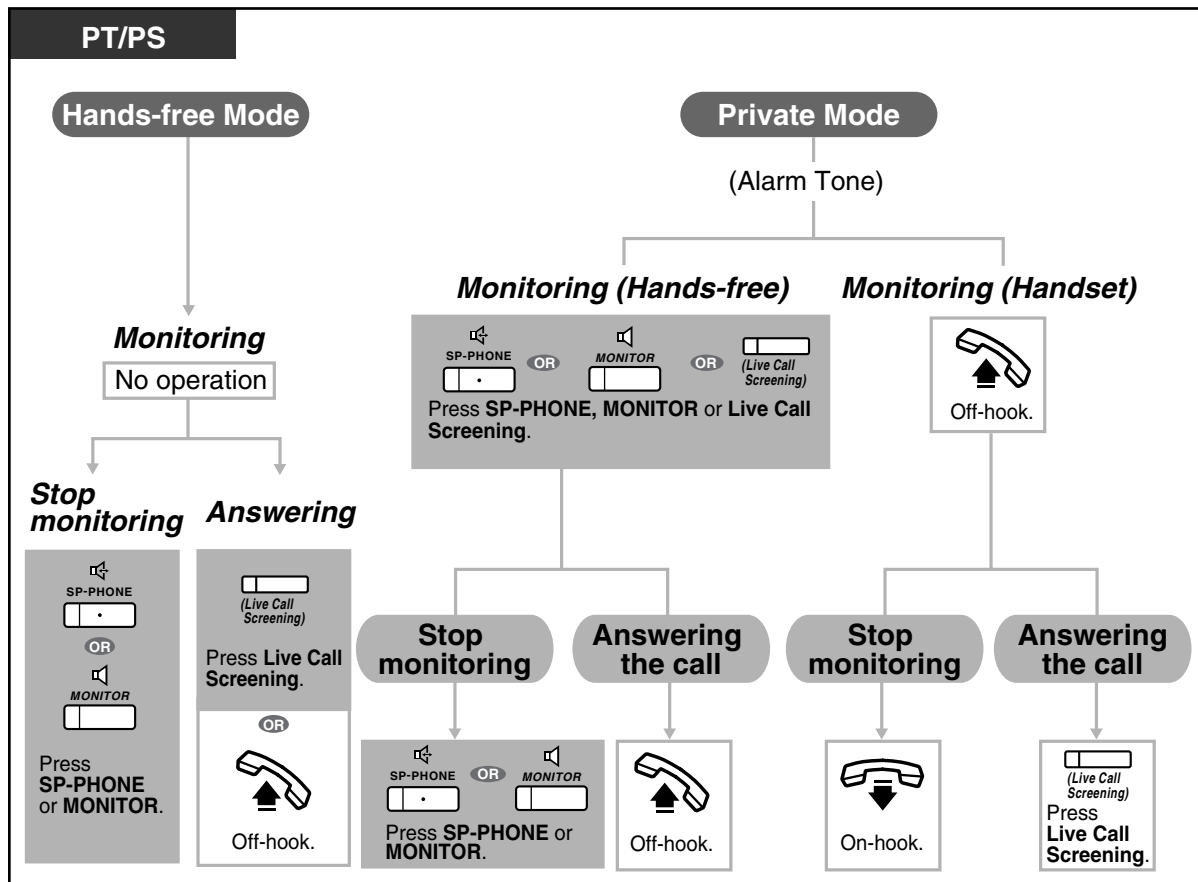 PT/PS
Hands-free Mode
Monitoring
No operation
Stop
monitoring
SP-PHONE
OR
MONITOR
Press
SP-PHONE
or MONITOR.
Answering
(Live Call
Screening)
Press Live Call
Screening.
OR
Off-hook.
Private Mode
(Alarm Tone)
Monitoring (Hands-free)
SP-PHONE
OR
MONITOR
OR
(Live Call
Screening)
Press SP-PHONE, MONITOR or Live Call
Screening.
Stop
monitoring
SP-PHONE
OR
MONITOR
Press SP-PHONE or
MONITOR.
Answering
the call
Off-hook.
Monitoring (Handset)
Off-hook.
Stop
monitoring
On-hook.
Answering
the call
(Live Call
Screening)
Press
Live Call
Screening.